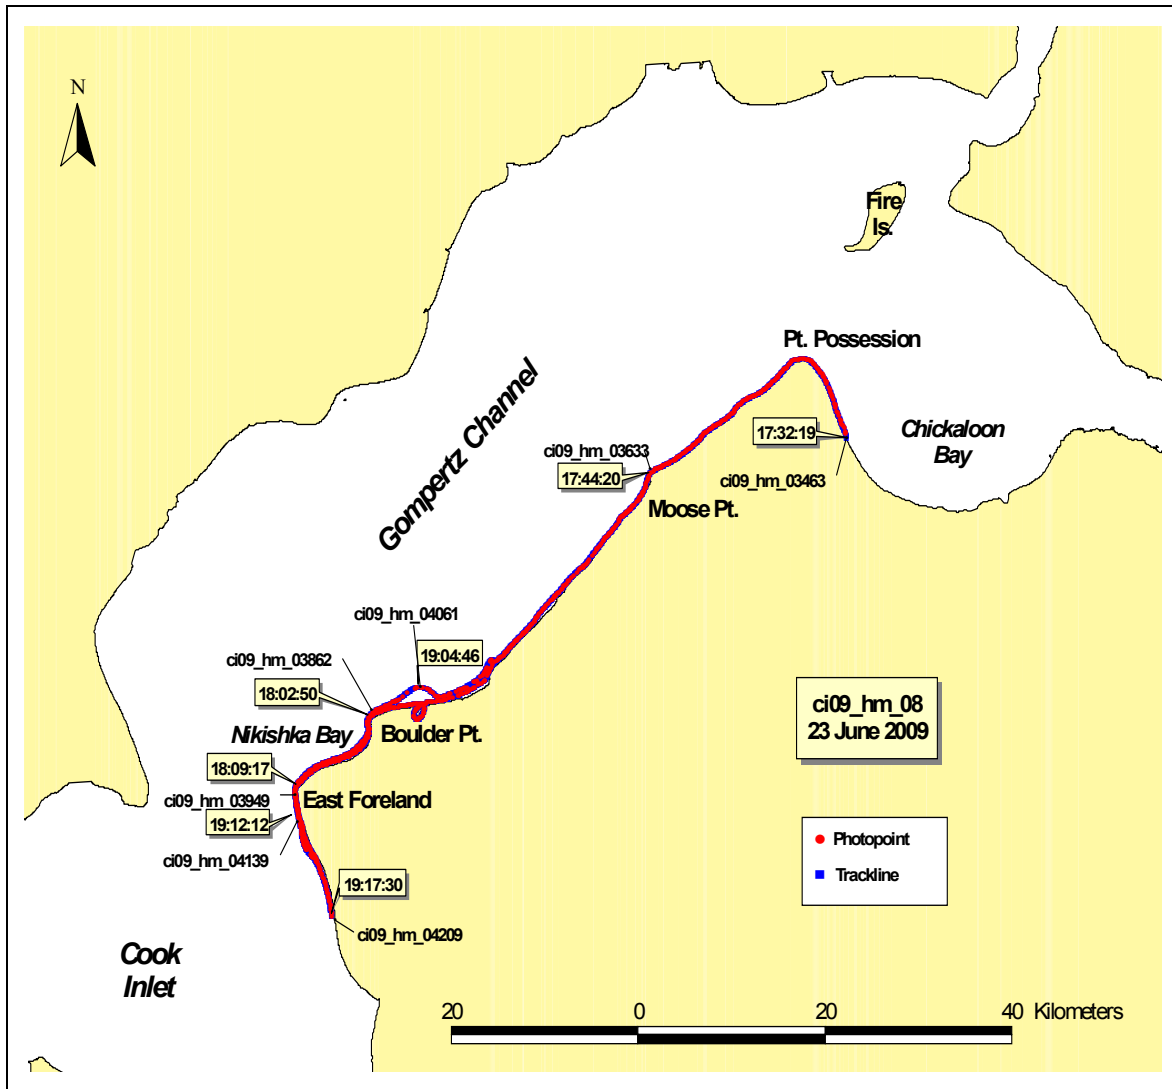 N
Fire
Is.
Pt. Possession
Gompertz Channel
17:32:19
Chickaloon
Bay
ci09_hm_03633
17:44:20
ci09_hm_03463
Moose Pt.
ci09_hm_04061
19:04:46
ci09_hm_03862
18:02:50
Nikishka Bay
Boulder Pt.
ci09_hm_08
23 June 2009
18:09:17
ci09_hm_03949
East Foreland
19:12:12
ci09_hm_04139
Photopoint
Trackline
19:17:30
ci09_hm_04209
Cook
Inlet
20 0 20 40 Kilometers